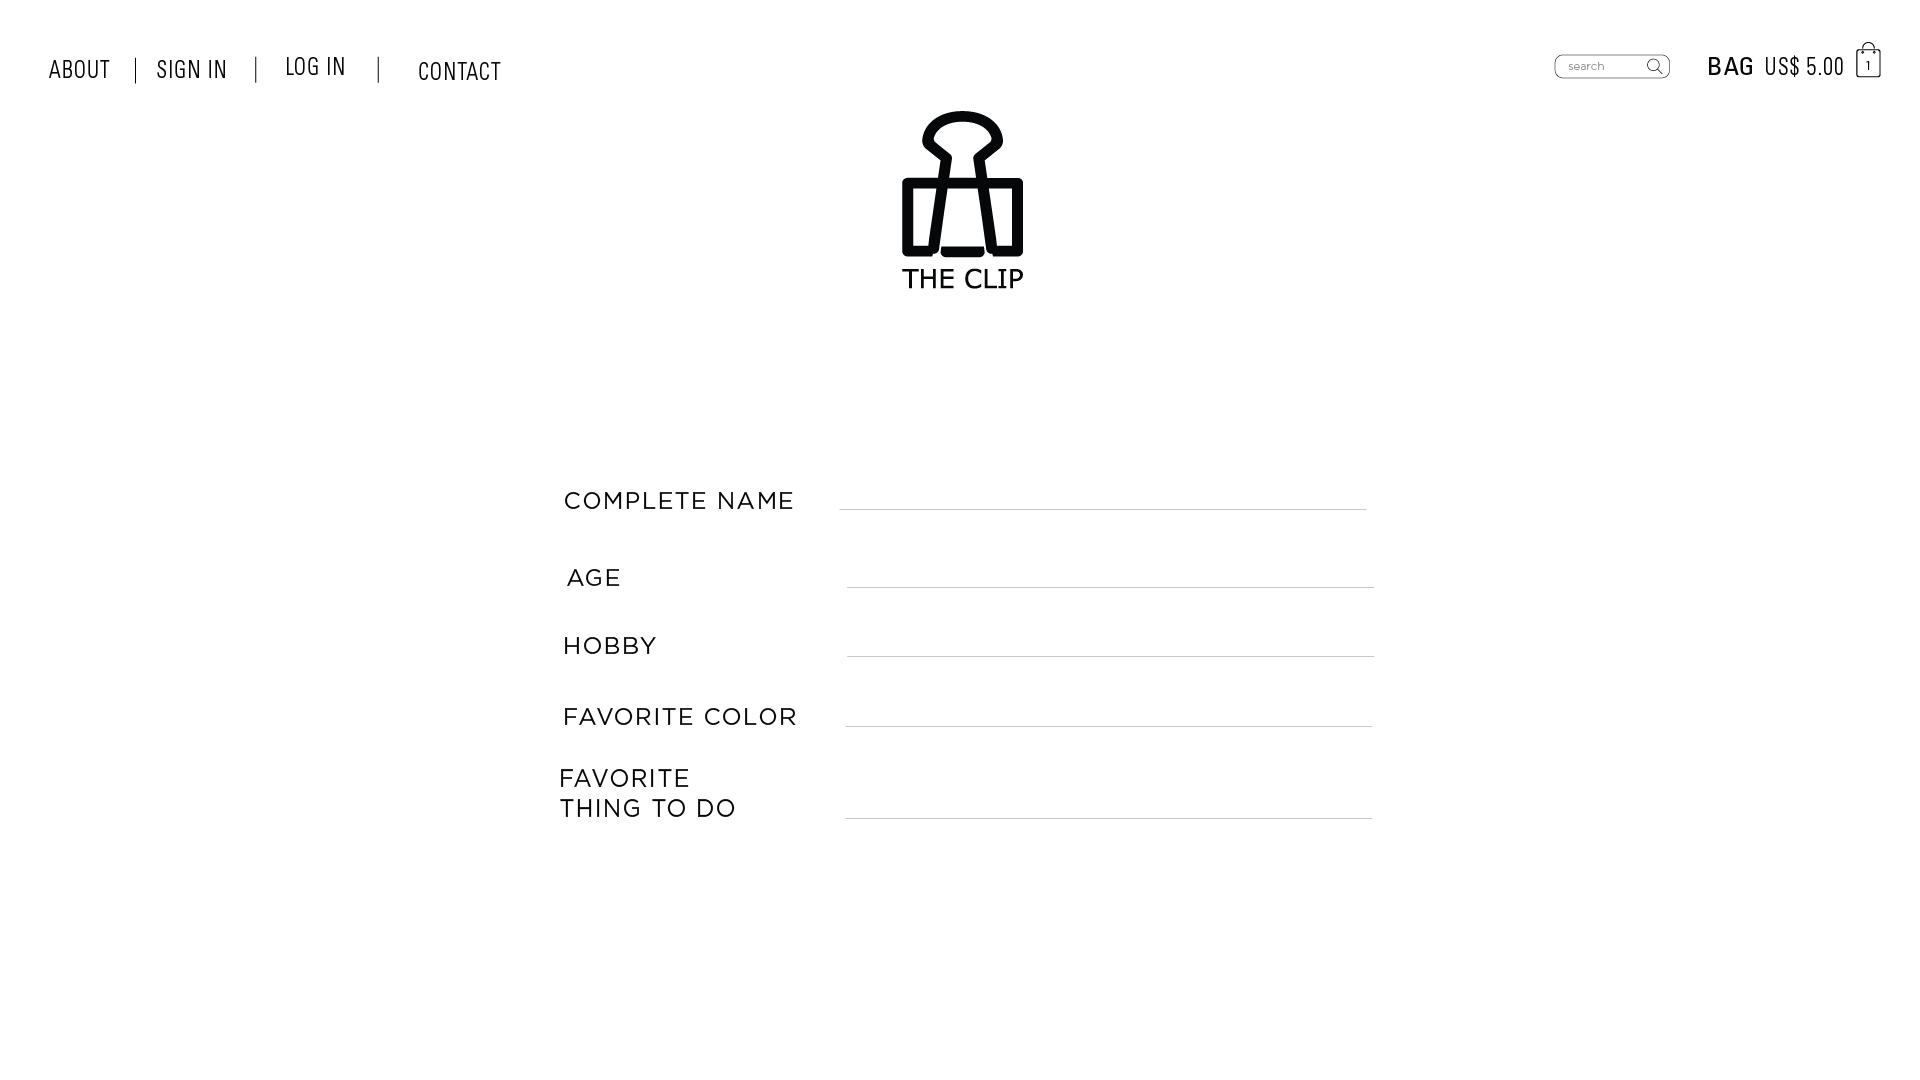 ABOUT | SIGN IN | LOG IN | CONTACT
search
BAG US$ 5.00 1
THE CLIP
COMPLETE NAME
AGE
HOBBY
FAVORITE COLOR
FAVORITE
THING TO DO